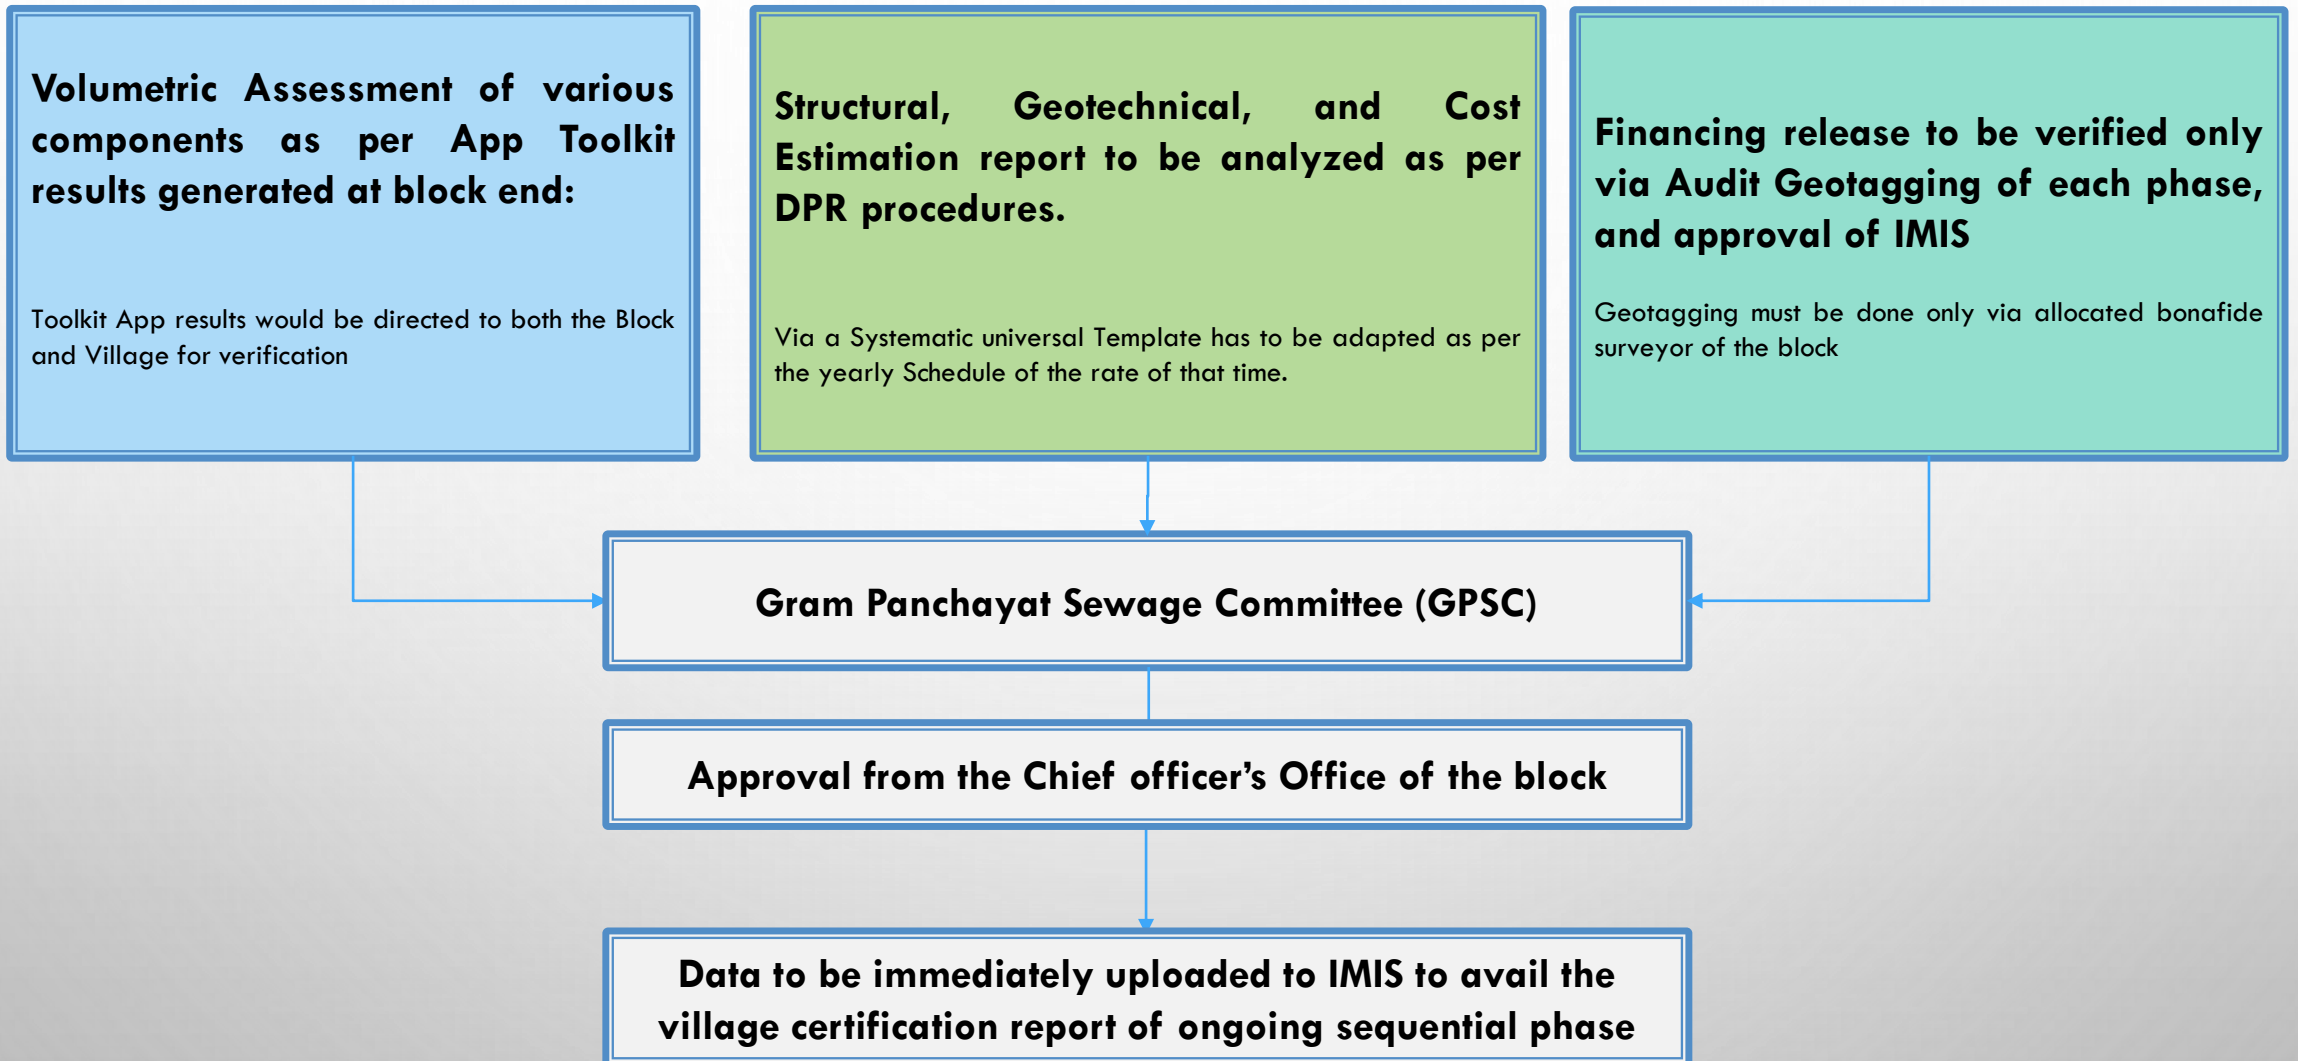 Volumetric Assessment of various
components as per App Toolkit
results generated at block end:
Toolkit App results would be directed to both the Block
and Village for verification
Structural, Geotechnical, and Cost
Estimation report to be analyzed as per
DPR procedures.
Via a Systematic universal Template has to be adapted as per
the yearly Schedule of the rate of that time.
Financing release to be verified only
via Audit Geotagging of each phase,
and approval of IMIS
Geotagging must be done only via allocated bonafide
surveyor of the block
Gram Panchayat Sewage Committee (GPSC)
Approval from the Chief officer’s Office of the block
Data to be immediately uploaded to IMIS to avail the
village certification report of ongoing sequential phase